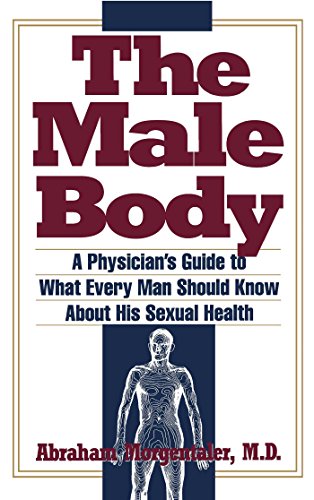 The
Male
Body
A Physician's Guide to
What Every Man Should Know
About His Sexual Health
Abraham Morgentaler, M.D.